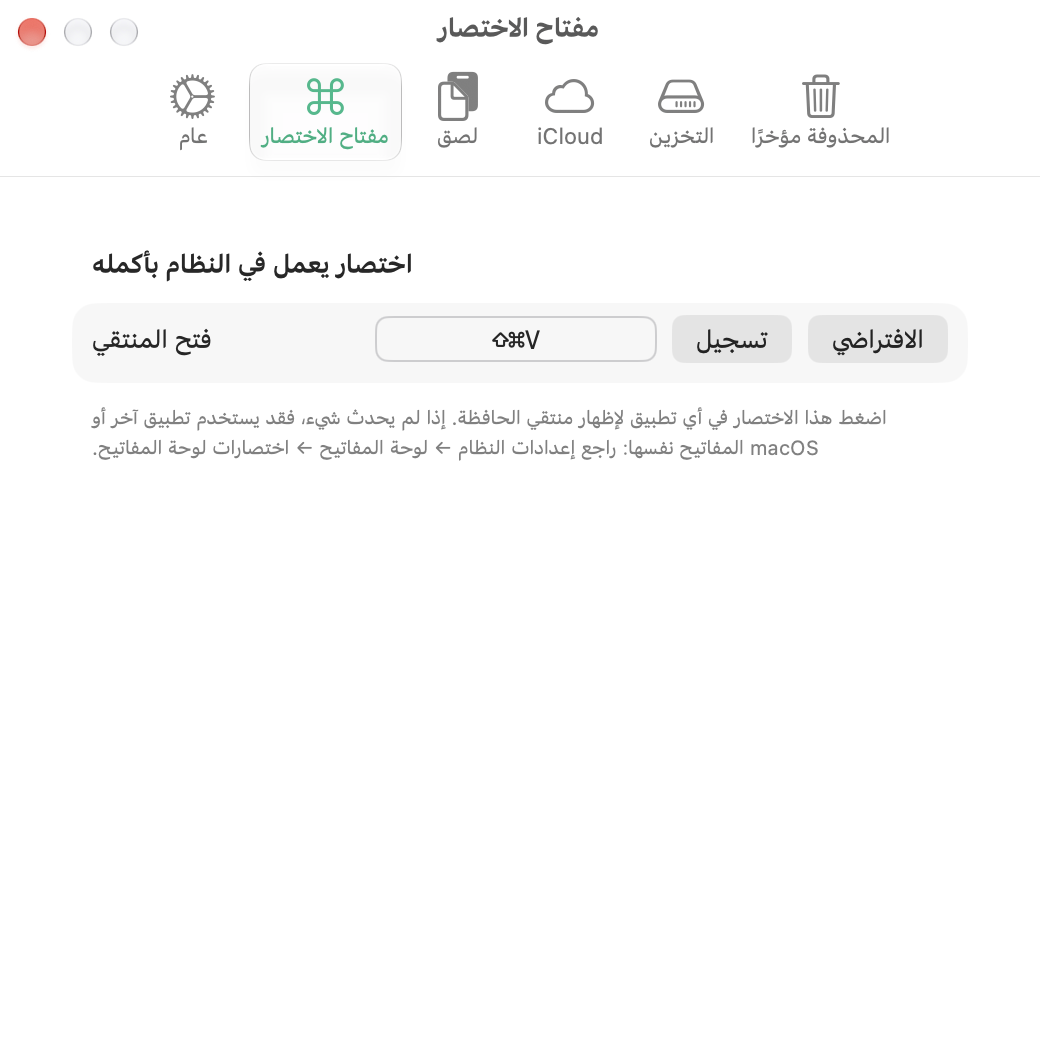 مفتاح الاختصار
عام
مفتاح الاختصار
لصق
iCloud
التخزين
المحذوفة مؤخرًا
اختصار يعمل في النظام بأكمله
فتح المنتقي
⇧⌘V
تسجيل
الافتراضي
اضغط هذا الاختصار في أي تطبيق لإظهار منتقي الحافظة. إذا لم يحدث شيء، فقد يستخدم تطبيق آخر أو
macOS المفاتيح نفسها: راجع إعدادات النظام ← لوحة المفاتيح ← اختصارات لوحة المفاتيح.